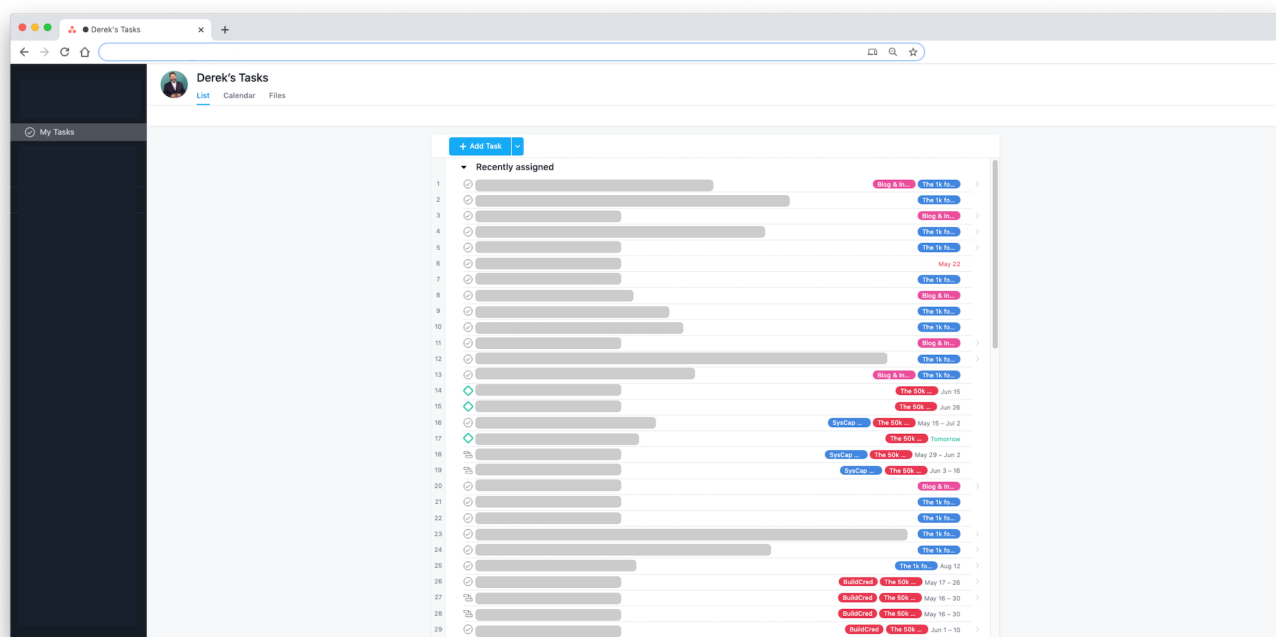 Derek's Tasks
Derek's Tasks
List Calendar Files
My Tasks
+ Add Task
Recently assigned
1 Blog & In... The 1k fo...
2 The 1k fo...
3 Blog & In...
4 The 1k fo...
5 The 1k fo...
6 May 22
7 The 1k fo...
8 Blog & In...
9 The 1k fo...
10 The 1k fo...
11 Blog & In...
12 The 1k fo...
13 Blog & In... The 1k fo...
14 The 50k ... Jun 15
15 The 50k ... Jun 26
16 SysCap ... The 50k ... May 15 – Jul 2
17 The 50k ... Tomorrow
18 SysCap ... The 50k ... May 29 – Jun 2
19 SysCap ... The 50k ... Jun 3 – 16
20 Blog & In...
21 The 1k fo...
22 The 1k fo...
23 The 1k fo...
24 The 1k fo...
25 The 1k fo... Aug 12
26 BuildCred The 50k ... May 17 – 26
27 BuildCred The 50k ... May 16 – 30
28 BuildCred The 50k ... May 16 – 30
29 BuildCred The 50k ... Jun 1 – 10